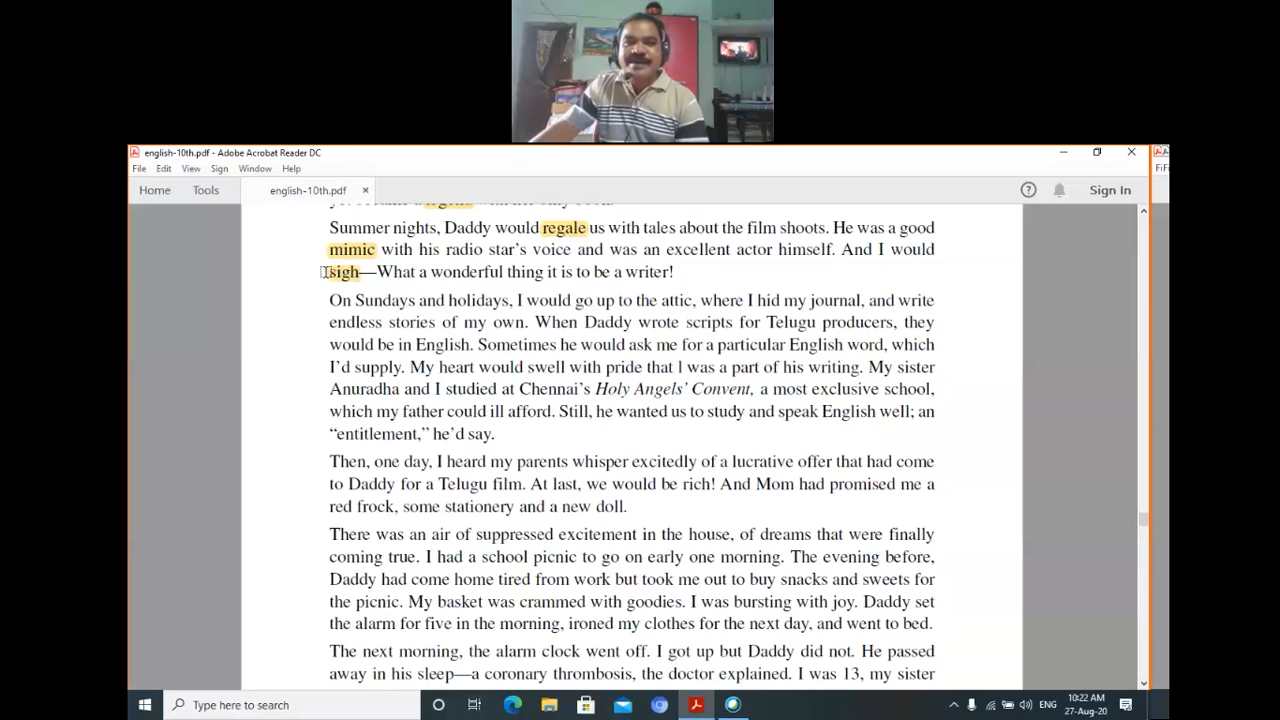 english-10th.pdf - Adobe Acrobat Reader DC
File Edit View Sign Window Help
Home Tools english-10th.pdf Sign In
Summer nights, Daddy would regale us with tales about the film shoots. He was a good
mimic with his radio star's voice and was an excellent actor himself. And I would
sigh—What a wonderful thing it is to be a writer!
On Sundays and holidays, I would go up to the attic, where I hid my journal, and write
endless stories of my own. When Daddy wrote scripts for Telugu producers, they
would be in English. Sometimes he would ask me for a particular English word, which
I'd supply. My heart would swell with pride that I was a part of his writing. My sister
Anuradha and I studied at Chennai's Holy Angels' Convent, a most exclusive school,
which my father could ill afford. Still, he wanted us to study and speak English well; an
“entitlement,” he'd say.
Then, one day, I heard my parents whisper excitedly of a lucrative offer that had come
to Daddy for a Telugu film. At last, we would be rich! And Mom had promised me a
red frock, some stationery and a new doll.
There was an air of suppressed excitement in the house, of dreams that were finally
coming true. I had a school picnic to go on early one morning. The evening before,
Daddy had come home tired from work but took me out to buy snacks and sweets for
the picnic. My basket was crammed with goodies. I was bursting with joy. Daddy set
the alarm for five in the morning, ironed my clothes for the next day, and went to bed.
The next morning, the alarm clock went off. I got up but Daddy did not. He passed
away in his sleep—a coronary thrombosis, the doctor explained. I was 13, my sister
Type here to search
ENG
10:22 AM
27-Aug-20